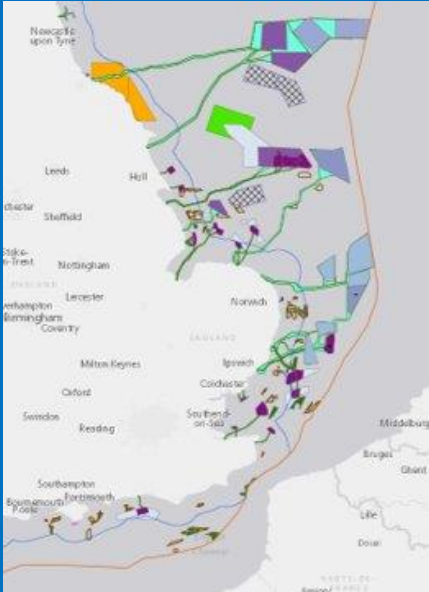 Newcastle
upon Tyne
Leeds
Hull
Sheffield
Nottingham
Leicester
Norwich
Birmingham
Coventry
ENGLAND
Milton Keynes
Ipswich
Colchester
Oxford
Southend-
on-Sea
Swindon
Reading
Middelburg
Bruges
Ghent
Southampton
Bournemouth
Portsmouth
Poole
Lille
Douai